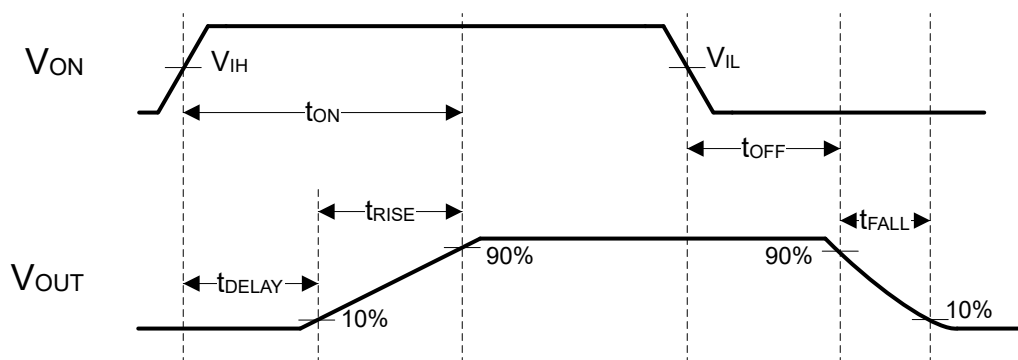 VON
VIH
VIL
tON
tOFF
tRISE
tFALL
VOUT
tDELAY
90%
90%
10%
10%